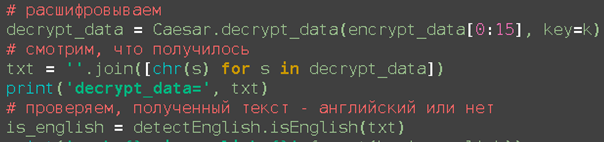 # расшифровываем
decrypt_data = Caesar.decrypt_data(encrypt_data[0:15], key=k)
# смотрим, что получилось
txt = ''.join([chr(s) for s in decrypt_data])
print('decrypt_data=', txt)
# проверяем, полученный текст - английский или нет
is_english = detectEnglish.isEnglish(txt)